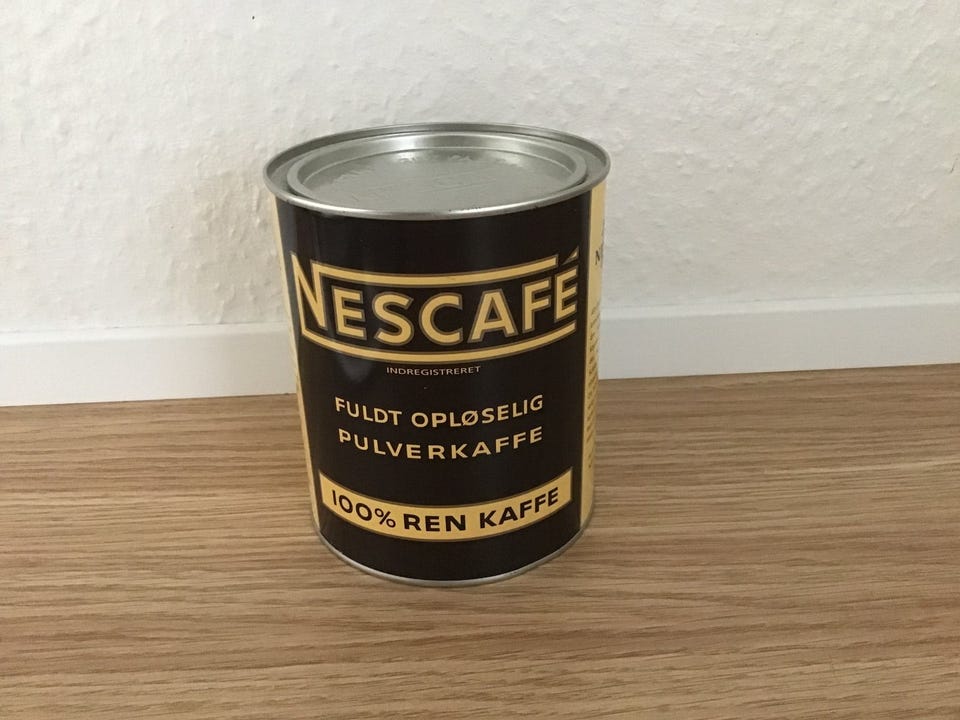 NESCAFÉ
INDREGISTRERET
FULDT OPLØSELIG
PULVERKAFFE
100% REN KAFFE